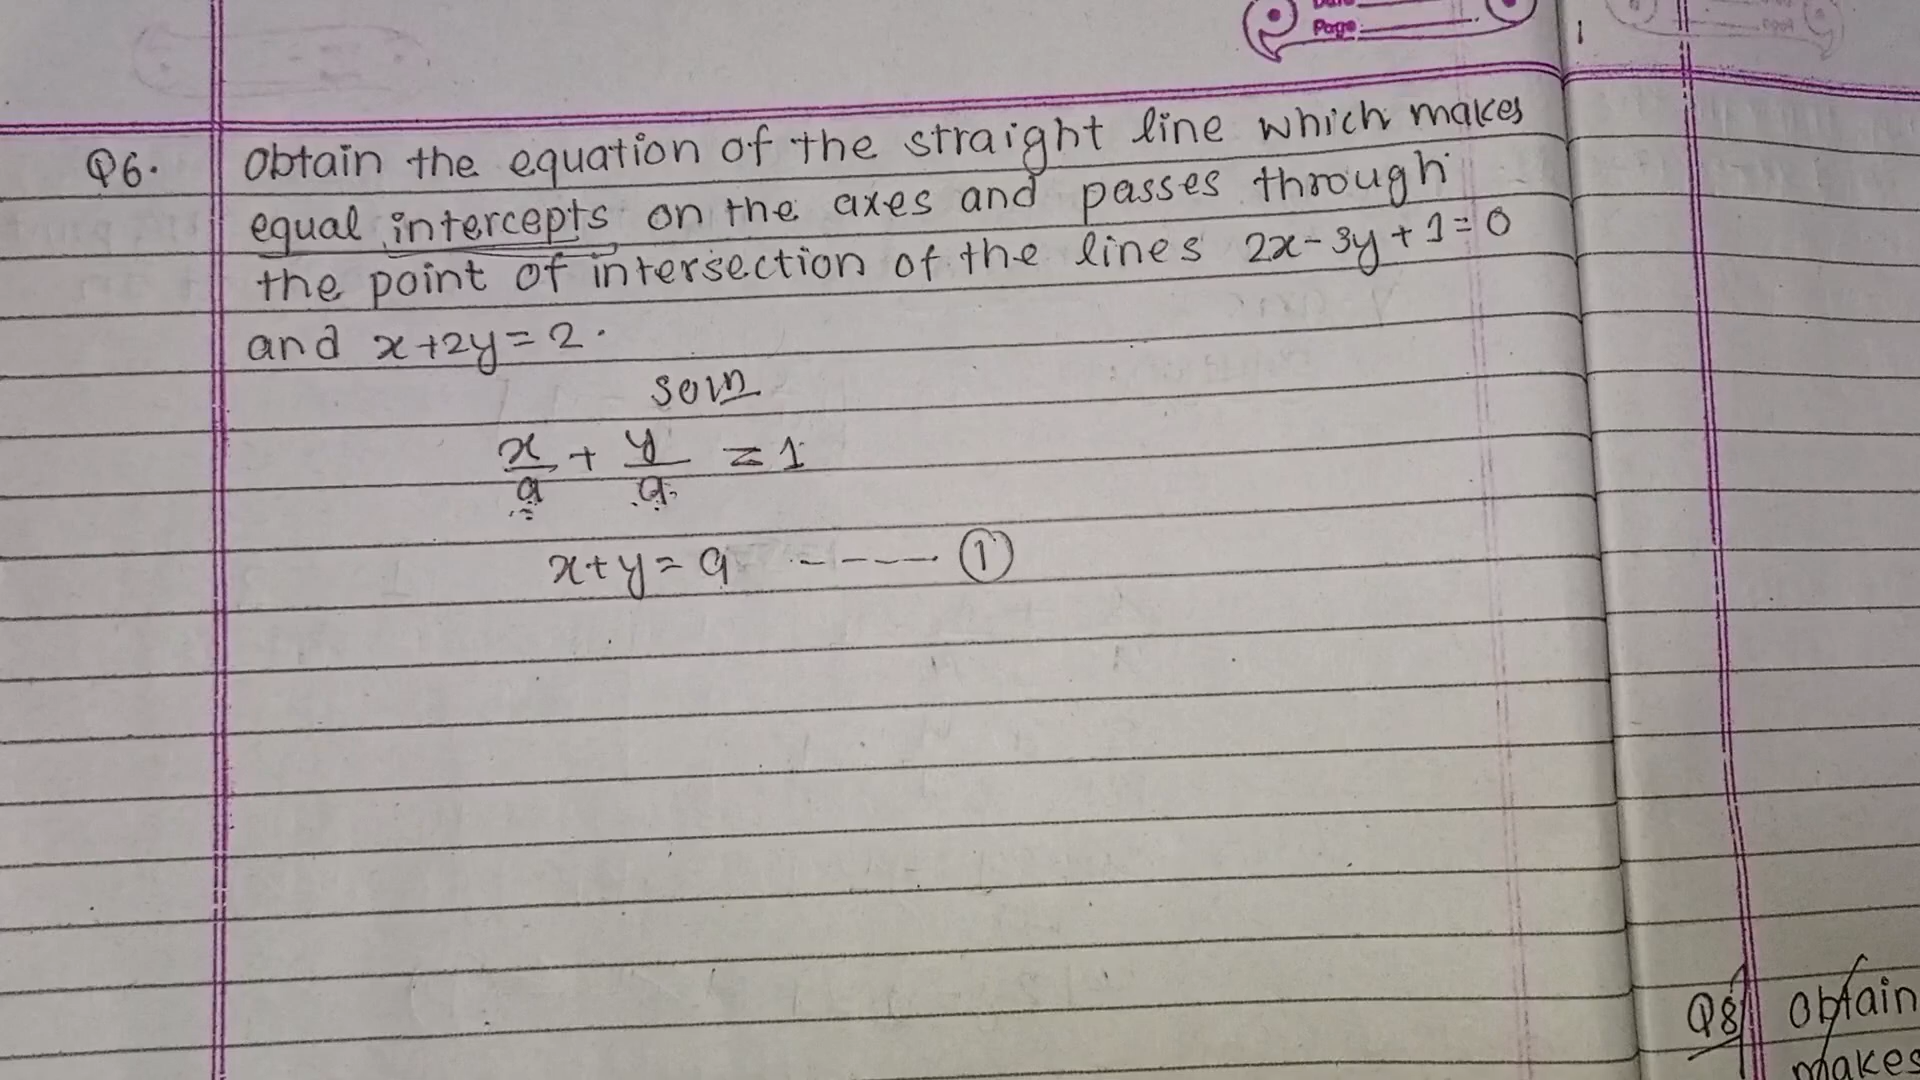 Date
Page
Q6. Obtain the equation of the straight line which makes
equal intercepts on the axes and passes through
the point of intersection of the lines 2x-3y+1=0
and x+2y=2.
soln
x/a + y/a = 1
x+y=a ------ ①
Q8 Obtain
makes